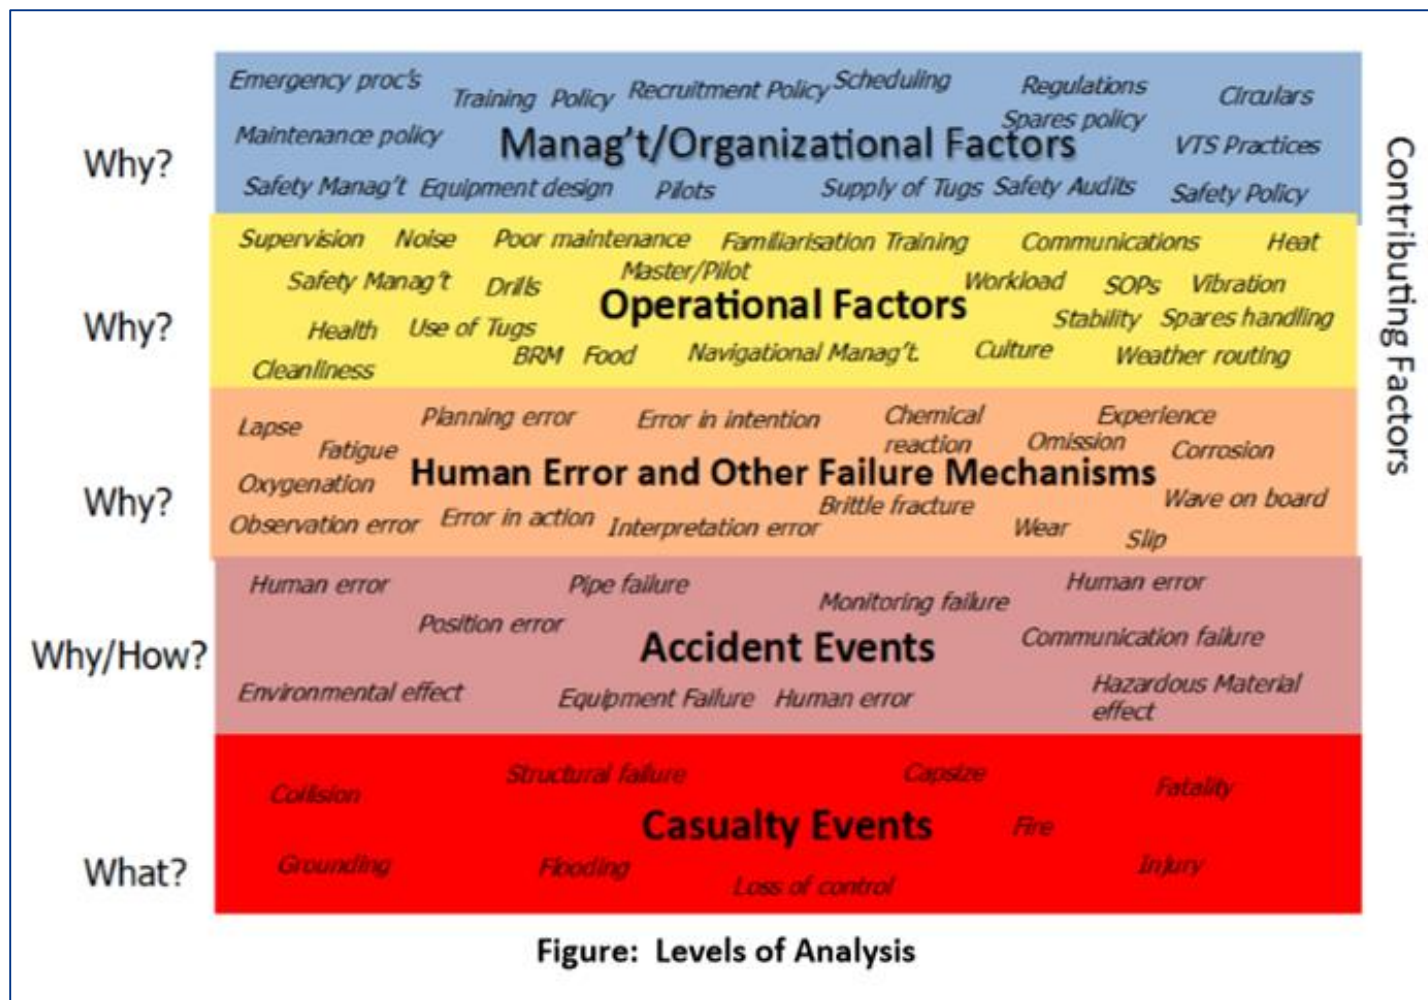 Emergency proc's
Training Policy
Recruitment Policy
Scheduling
Regulations
Circulars
Maintenance policy
Spares policy
Why?
Manag't/Organizational Factors
VTS Practices
Safety Manag't
Equipment design
Pilots
Supply of Tugs
Safety Audits
Safety Policy
Contributing Factors
Supervision
Noise
Poor maintenance
Familiarisation Training
Communications
Heat
Safety Manag't
Drills
Master/Pilot
Workload
SOPs
Vibration
Why?
Operational Factors
Health
Use of Tugs
Stability
Spares handling
Cleanliness
BRM
Food
Navigational Manag't.
Culture
Weather routing
Lapse
Planning error
Error in intention
Chemical
reaction
Experience
Fatigue
Omission
Corrosion
Why?
Human Error and Other Failure Mechanisms
Oxygenation
Wave on board
Observation error
Error in action
Interpretation error
Brittle fracture
Wear
Slip
Human error
Pipe failure
Monitoring failure
Human error
Position error
Why/How?
Accident Events
Communication failure
Environmental effect
Equipment Failure
Human error
Hazardous Material
effect
Collision
Structural failure
Capsize
Fatality
What?
Casualty Events
Fire
Grounding
Flooding
Loss of control
Injury
Figure: Levels of Analysis